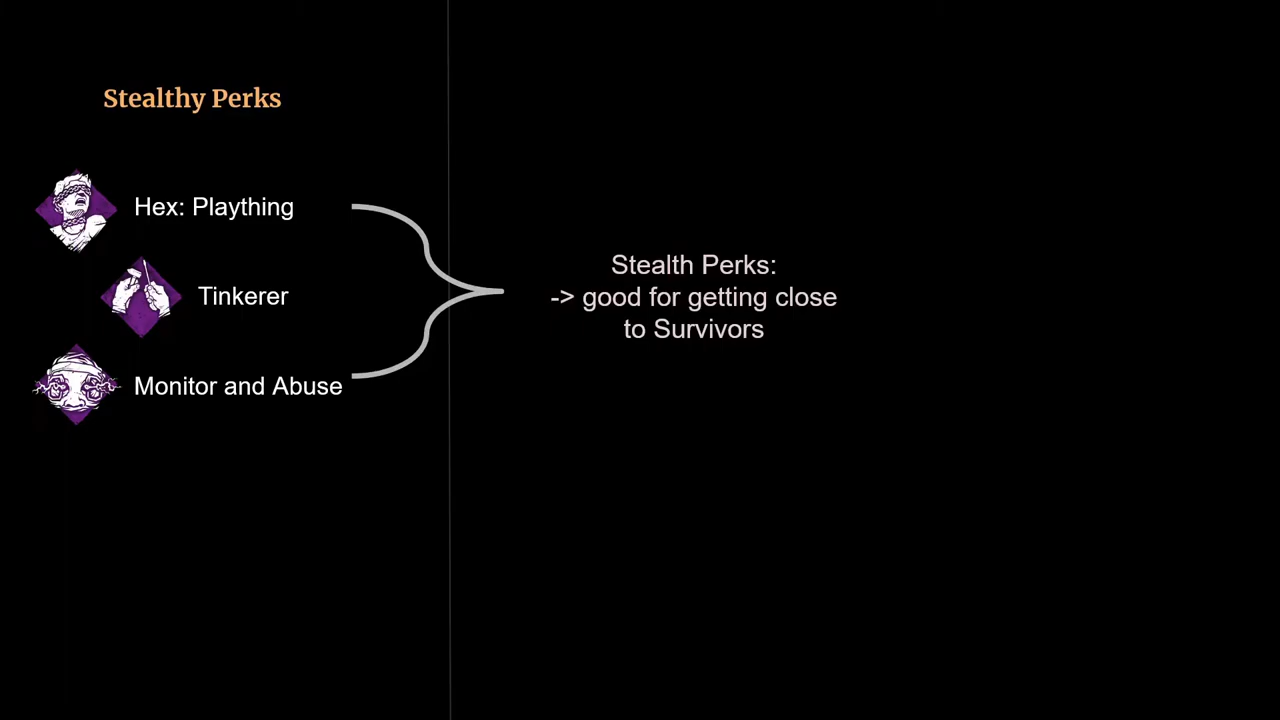 Stealthy Perks
Hex: Plaything
Tinkerer
Monitor and Abuse
Stealth Perks:
-> good for getting close
to Survivors